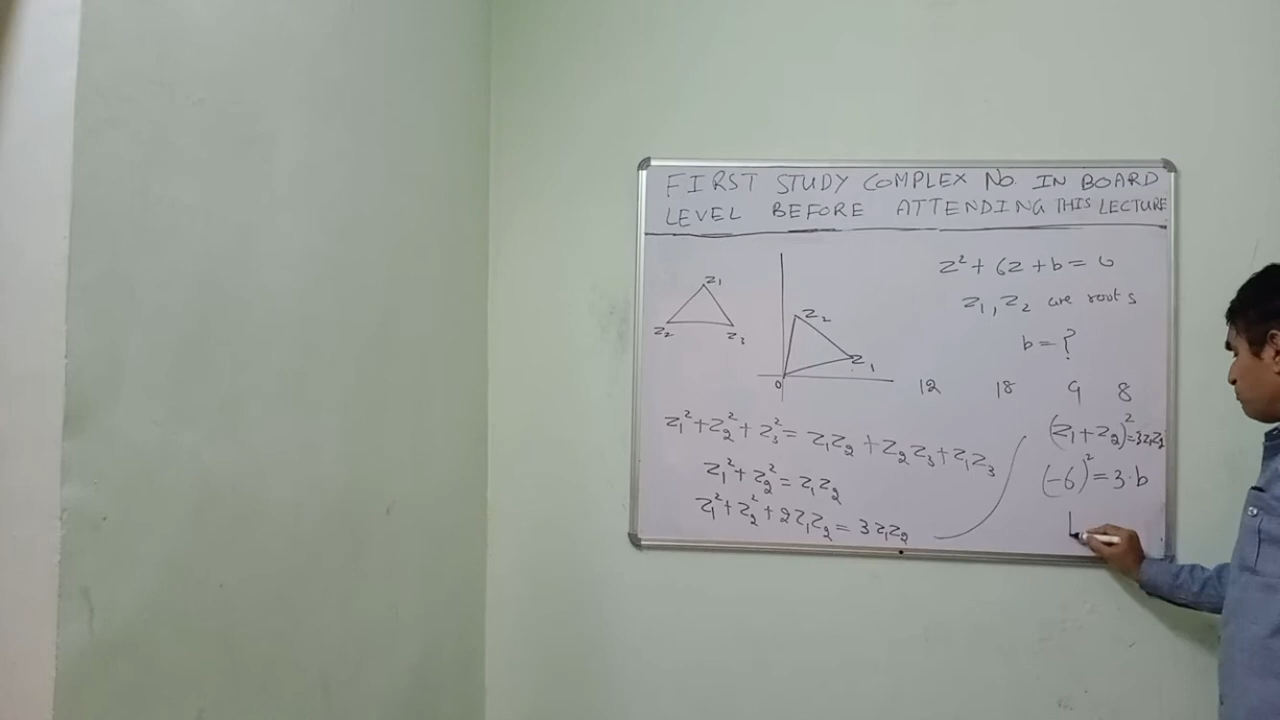 FIRST STUDY COMPLEX NO. IN BOARD
LEVEL BEFORE ATTENDING THIS LECTURE
z² + 6z + b = 0
z₁, z₂ are roots
b = ?
12 18 9 8
z₁
z₂ z₃
z₂
z₁
0
z₁² + z₂² + z₃² = z₁z₂ + z₂z₃ + z₁z₃
z₁² + z₂² = z₁z₂
z₁² + z₂² + 2z₁z₂ = 3z₁z₂
(z₁ + z₂)² = 3z₁z₂
(-6)² = 3·b